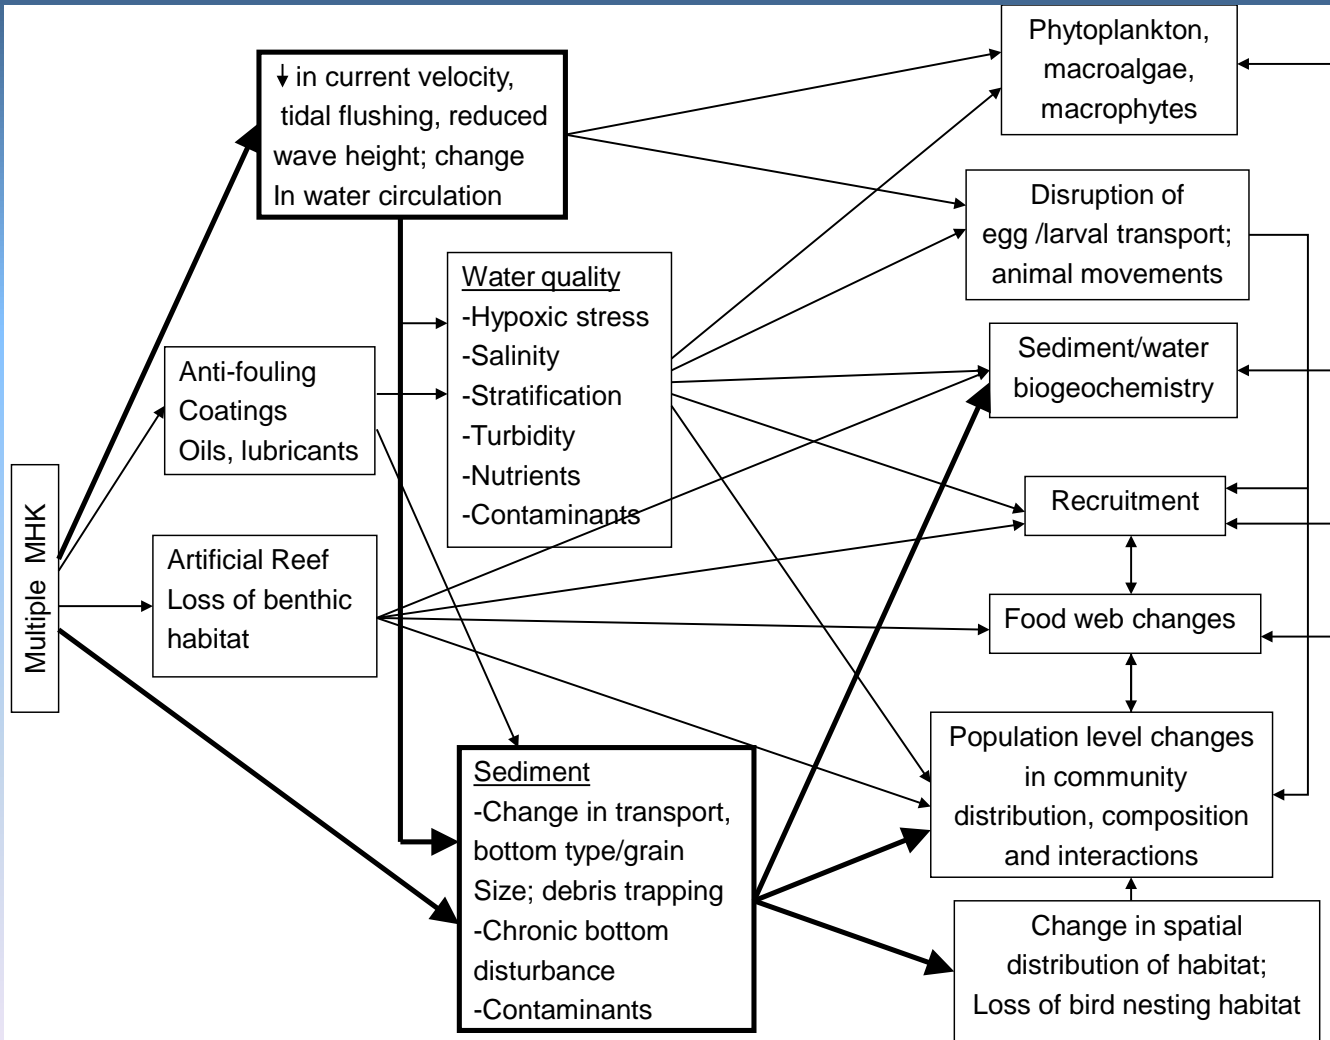 Multiple MHK
↓ in current velocity,
tidal flushing, reduced
wave height; change
In water circulation
Anti-fouling
Coatings
Oils, lubricants
Artificial Reef
Loss of benthic
habitat
Water quality
-Hypoxic stress
-Salinity
-Stratification
-Turbidity
-Nutrients
-Contaminants
Sediment
-Change in transport,
bottom type/grain
Size; debris trapping
-Chronic bottom
disturbance
-Contaminants
Phytoplankton,
macroalgae,
macrophytes
Disruption of
egg /larval transport;
animal movements
Sediment/water
biogeochemistry
Recruitment
Food web changes
Population level changes
in community
distribution, composition
and interactions
Change in spatial
distribution of habitat;
Loss of bird nesting habitat